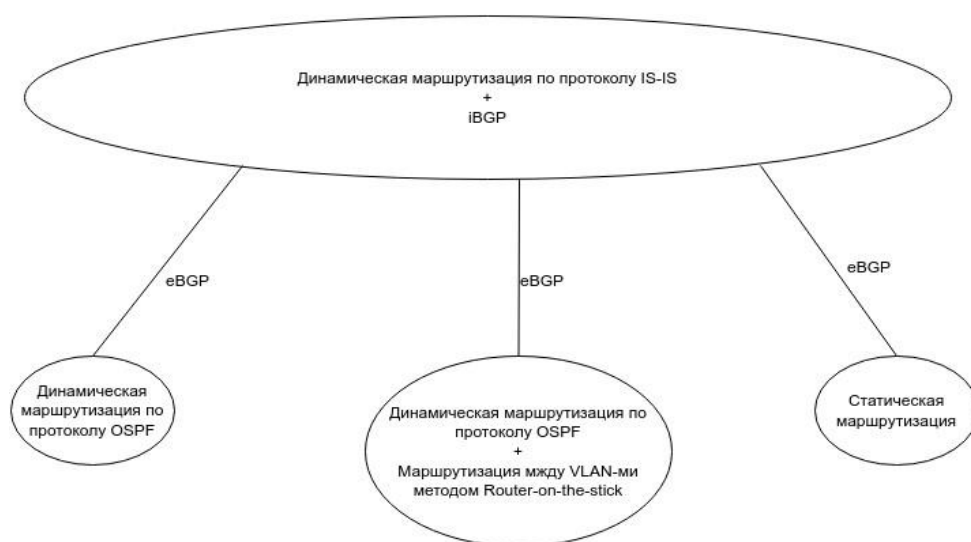 Динамическая маршрутизация по протоколу IS-IS
+
iBGP
eBGP
eBGP
eBGP
Динамическая
маршрутизация по
протоколу OSPF
Динамическая маршрутизация по
протоколу OSPF
+
Маршрутизация мжду VLAN-ми
методом Router-on-the-stick
Статическая
маршрутизация